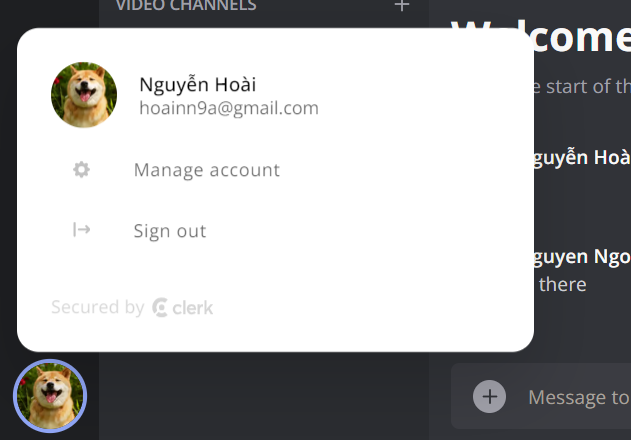 VIDEO CHANNELS
Welcome
Nguyễn Hoài
hoainn9a@gmail.com
e start of th
guyễn Hoà
Manage account
Sign out
guyen Ngo
there
Secured by clerk
Message to